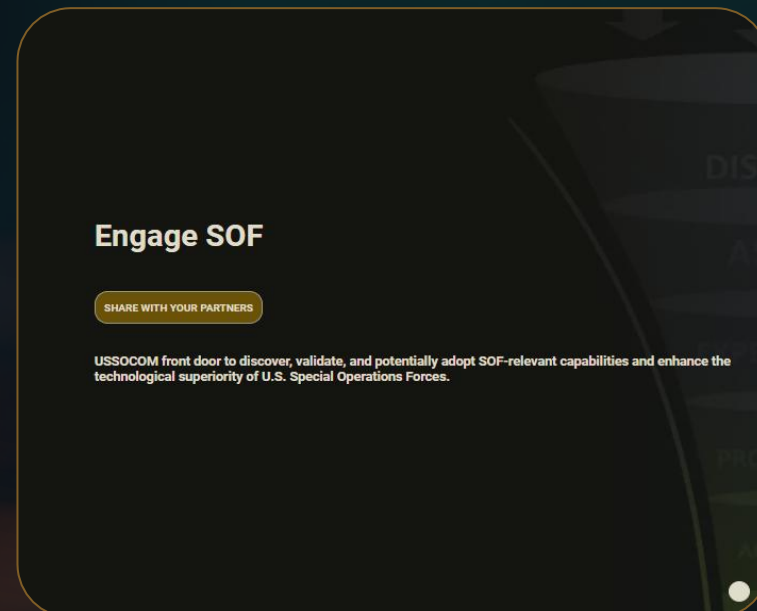 Engage SOF
SHARE WITH YOUR PARTNERS
USSOCOM front door to discover, validate, and potentially adopt SOF-relevant capabilities and enhance the
technological superiority of U.S. Special Operations Forces.
DIS